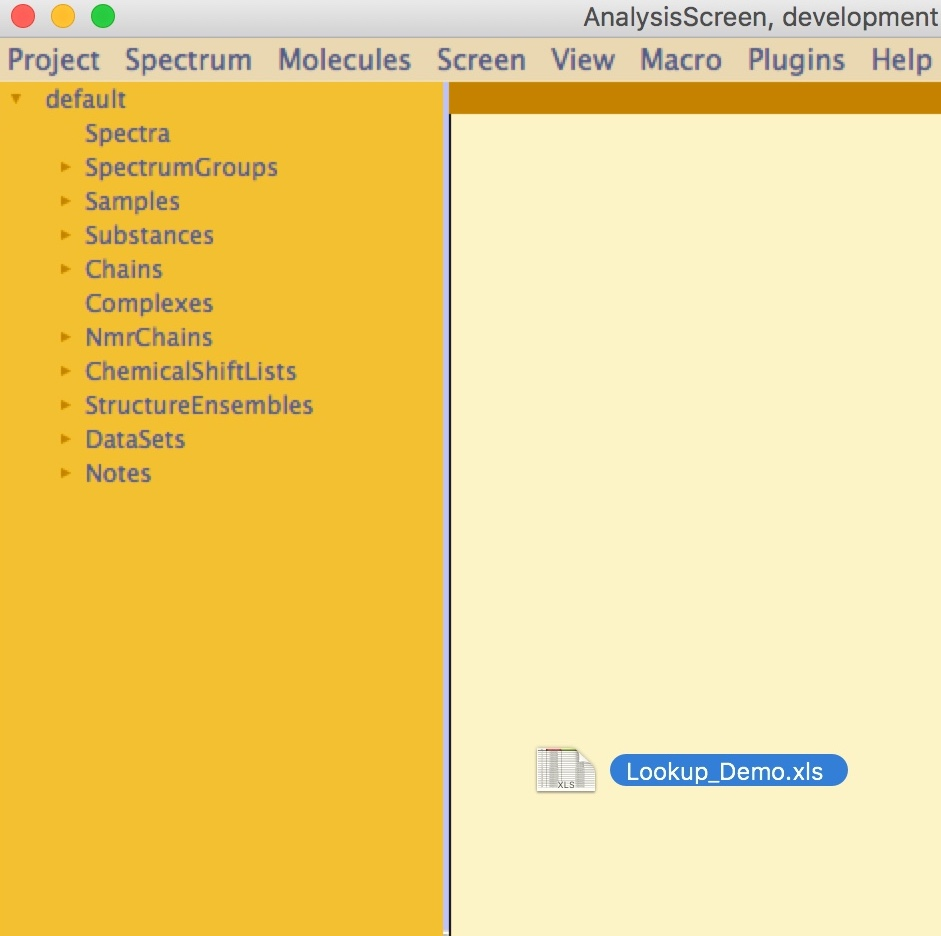 AnalysisScreen, development
Project Spectrum Molecules Screen View Macro Plugins Help
default
Spectra
SpectrumGroups
Samples
Substances
Chains
Complexes
NmrChains
ChemicalShiftLists
StructureEnsembles
DataSets
Notes
XLS
Lookup_Demo.xls